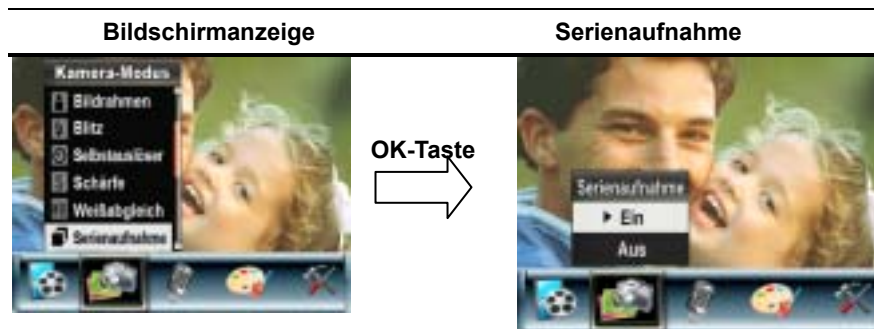 Bildschirmanzeige
Serienaufnahme
Kamera-Modus
Bildrahmen
Blitz
Selbstauslöser
Schärfe
Weißabgleich
Serienaufnahme
OK-Taste
Serienaufnahme
Ein
Aus